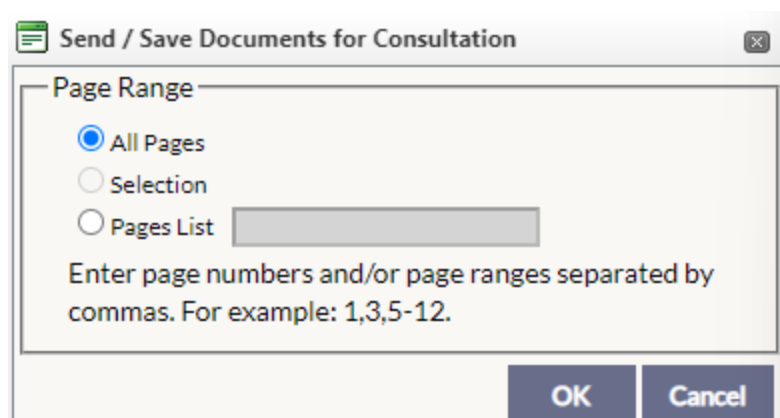 Send / Save Documents for Consultation
Page Range
All Pages
Selection
Pages List
Enter page numbers and/or page ranges separated by
commas. For example: 1,3,5-12.
OK Cancel